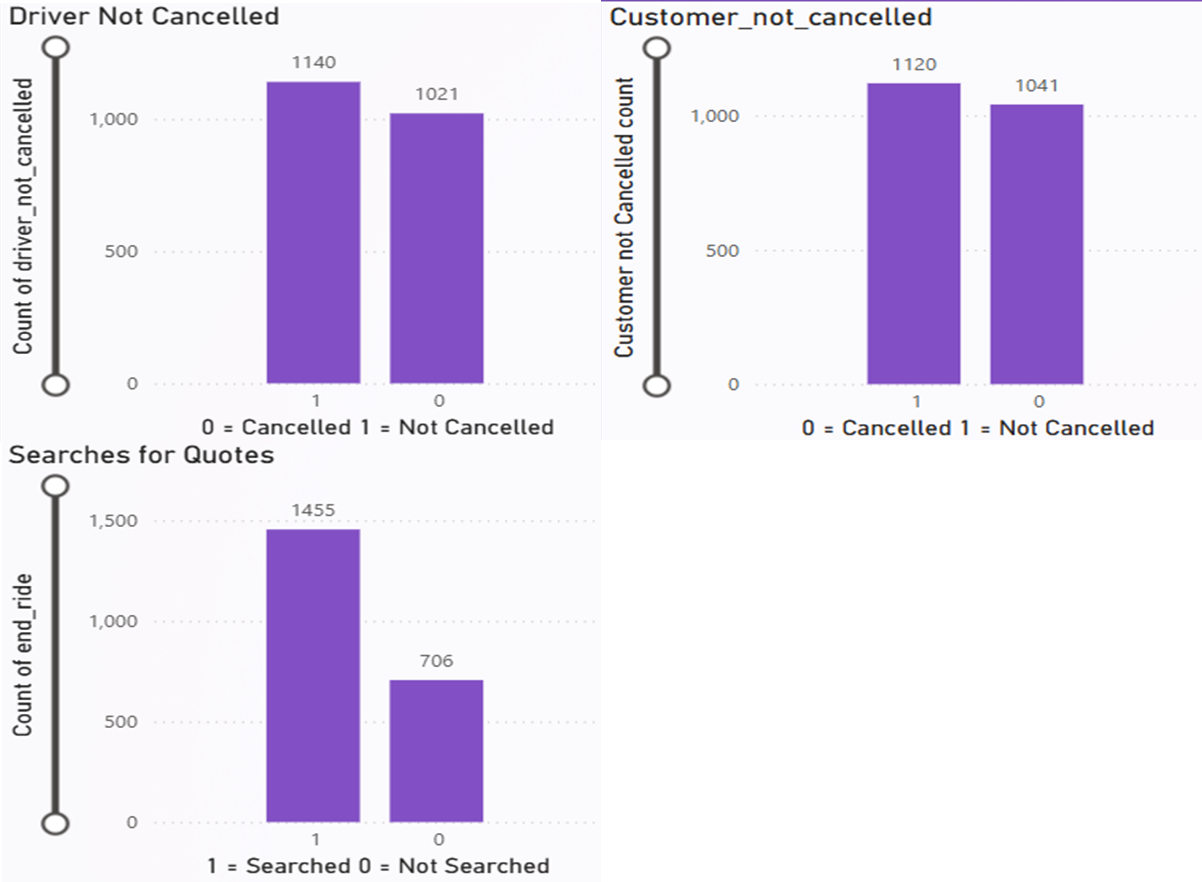 Driver Not Cancelled
Count of driver_not_cancelled
1140
1021
1,000
500
0
1 0
0 = Cancelled 1 = Not Cancelled
Customer_not_cancelled
Customer not Cancelled count
1120
1041
1,000
500
0
1 0
0 = Cancelled 1 = Not Cancelled
Searches for Quotes
Count of end_ride
1455
1,500
1,000
706
500
0
1 0
1 = Searched 0 = Not Searched